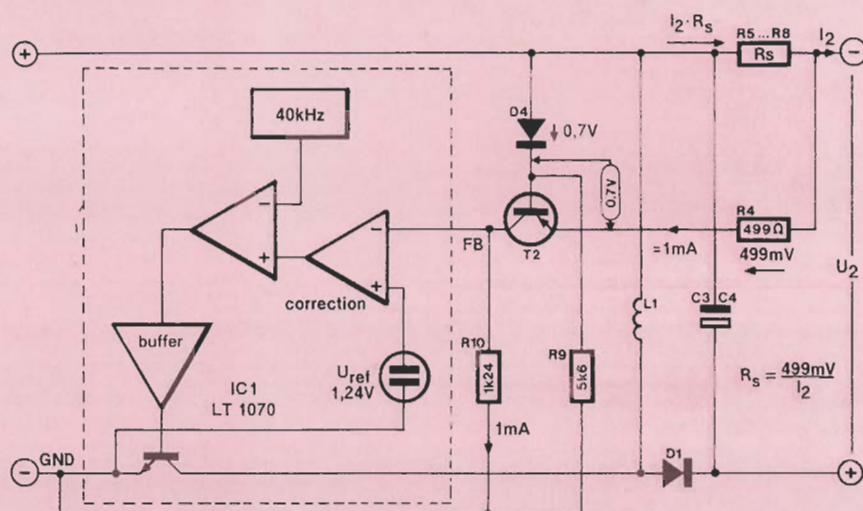 I₂·Rₛ
R5...R8
I₂
+
Rₛ
−
40kHz
D4
0,7V
0,7V
−
+
−
+
FB
T2
=1mA
R4
499Ω
499mV
U₂
correction
L1
C3 C4
buffer
IC1
LT 1070
Uref
1,24V
R10
1k24
R9
5k6
Rₛ = 499mV
I₂
1mA
GND
−
D1
+